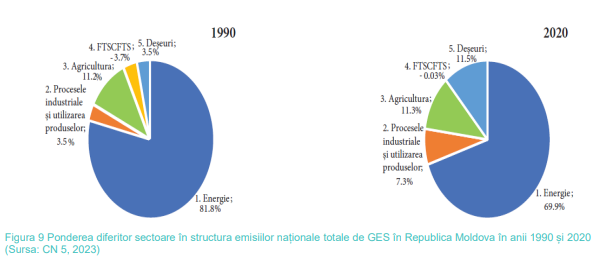 1990
4. FTSCFTS;
- 3.7%
5. Deșeuri;
3.5%
3. Agricultura;
11.2%
2. Procesele
industriale
și utilizarea
produselor;
3.5 %
1. Energie;
81.8%
2020
5. Deșeuri;
11.5%
4. FTSCFTS;
- 0.03%
3. Agricultura;
11.3%
2. Procesele
industriale
și utilizarea
produselor;
7.3%
1. Energie;
69.9%
Figura 9 Ponderea diferitor sectoare în structura emisiilor naționale totale de GES în Republica Moldova în anii 1990 și 2020
(Sursa: CN 5, 2023)